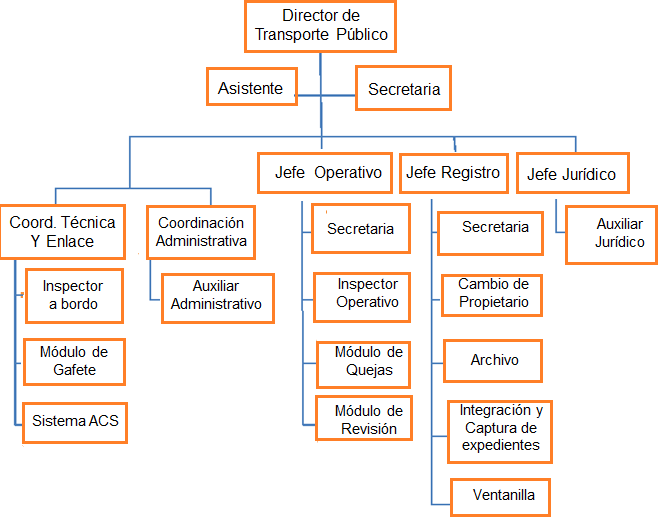 Director de
Transporte Público
Asistente
Secretaria
Jefe Operativo
Jefe Registro
Jefe Jurídico
Coord. Técnica
Y Enlace
Coordinación
Administrativa
Inspector
a bordo
Módulo de
Gafete
Sistema ACS
Auxiliar
Administrativo
Secretaria
Inspector
Operativo
Módulo de
Quejas
Módulo de
Revisión
Secretaria
Cambio de
Propietario
Archivo
Integración y
Captura de
expedientes
Ventanilla
Auxiliar
Jurídico